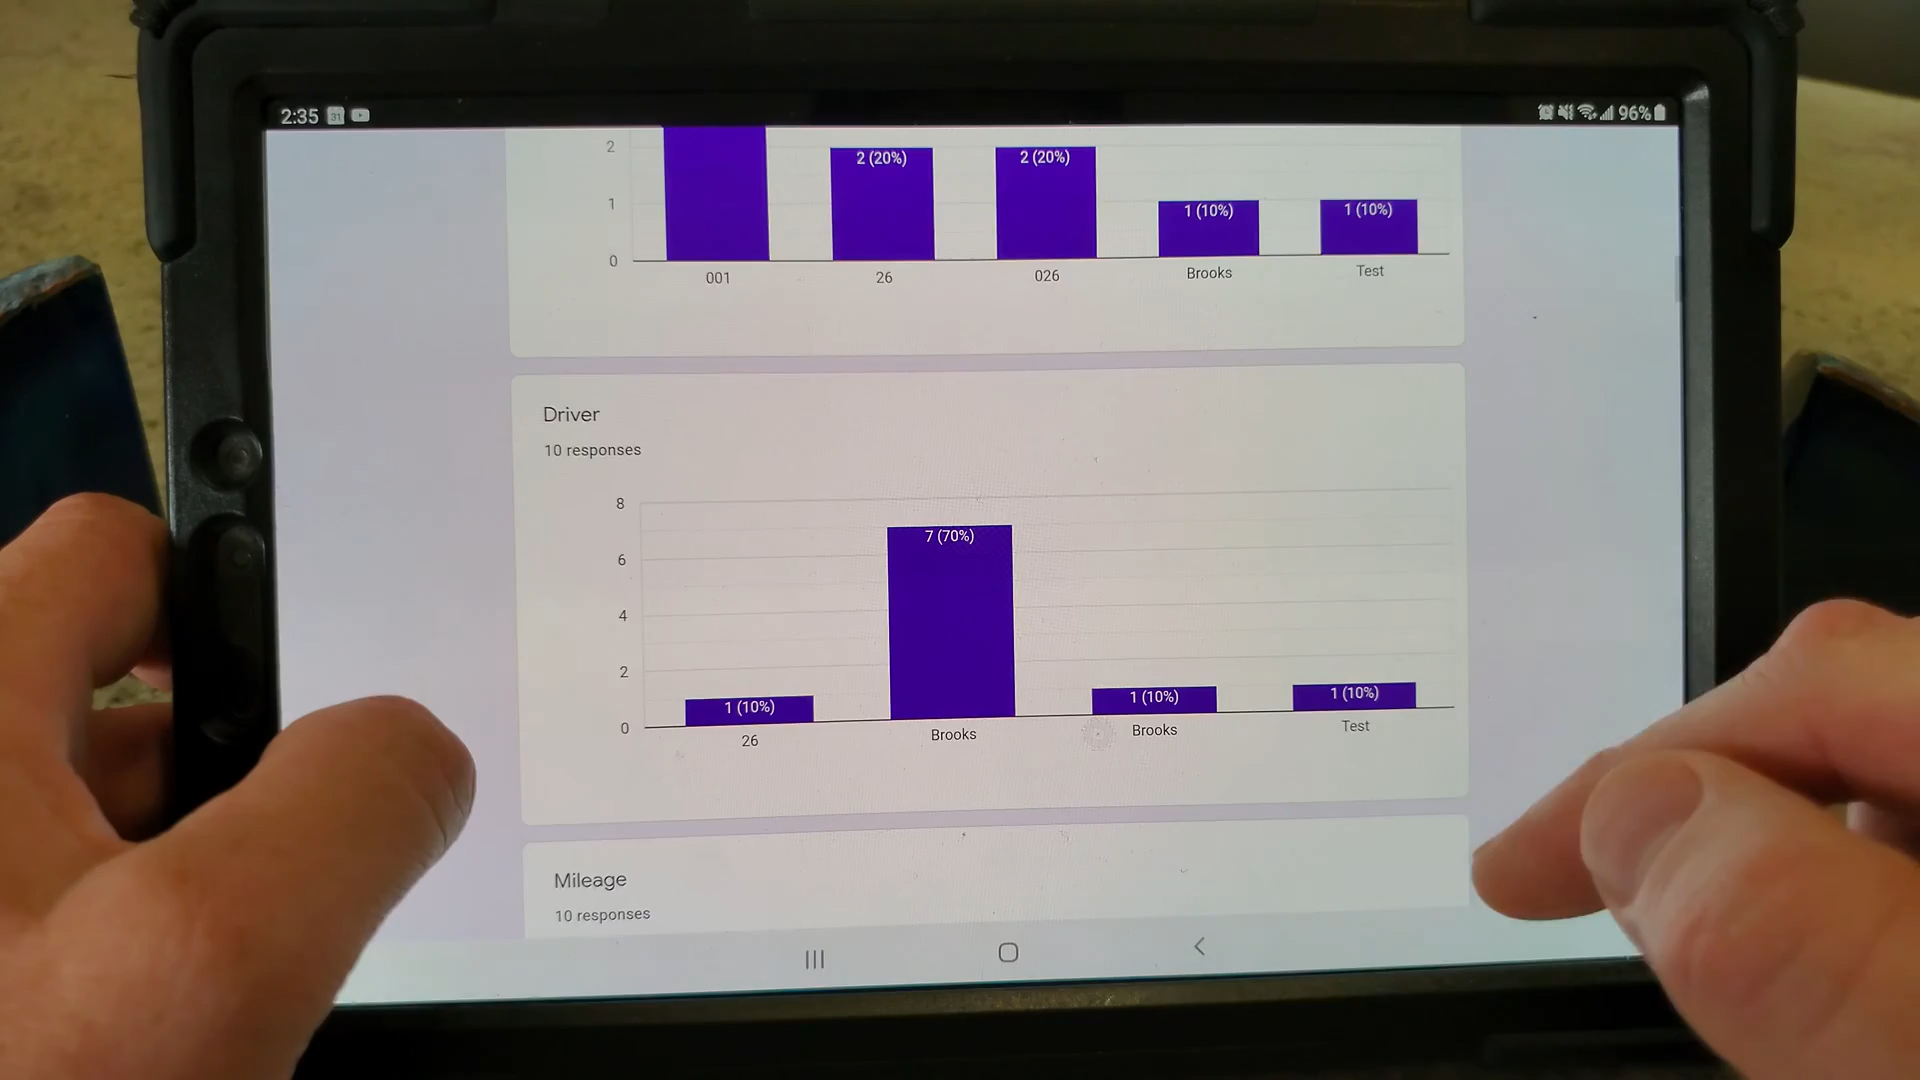 2:35 31 96%
2
2 (20%) 2 (20%)
1
1 (10%) 1 (10%)
0
001 26 026 Brooks Test
Driver
10 responses
8
7 (70%)
6
4
2
1 (10%) 1 (10%) 1 (10%)
0
26 Brooks Brooks Test
Mileage
10 responses